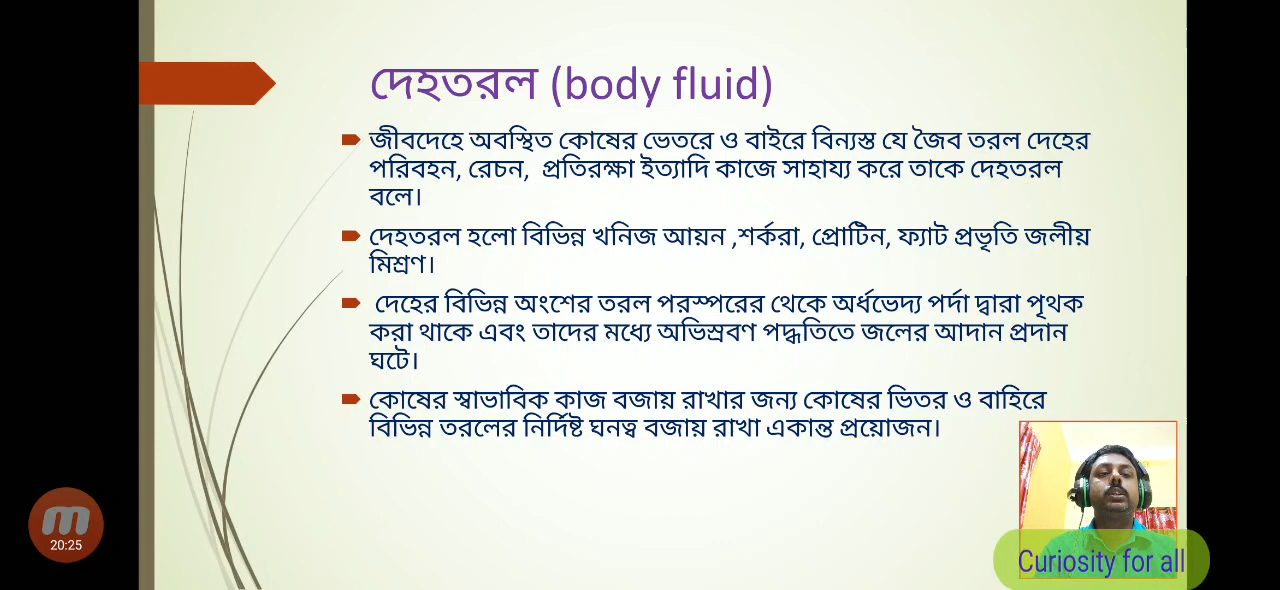 দেহতরল (body fluid)
জীবদেহে অবস্থিত কোষের ভেতরে ও বাইরে বিন্যস্ত যে জৈব তরল দেহের
পরিবহন, রেচন,  প্রতিরক্ষা ইত্যাদি কাজে সাহায্য করে তাকে দেহতরল
বলে।
দেহতরল হলো বিভিন্ন খনিজ আয়ন ,শর্করা, প্রোটিন, ফ্যাট প্রভৃতি জলীয়
মিশ্রণ।
দেহের বিভিন্ন অংশের তরল পরস্পরের থেকে অর্ধভেদ্য পর্দা দ্বারা পৃথক
করা থাকে এবং তাদের মধ্যে অভিস্রবণ পদ্ধতিতে জলের আদান প্রদান
ঘটে।
কোষের স্বাভাবিক কাজ বজায় রাখার জন্য কোষের ভিতর ও বাহিরে
বিভিন্ন তরলের নির্দিষ্ট ঘনত্ব বজায় রাখা একান্ত প্রয়োজন।
m
20:25
Curiosity for all